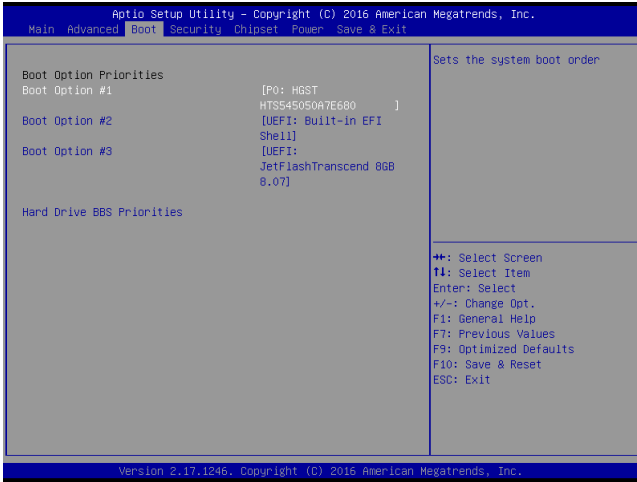 Aptio Setup Utility – Copyright (C) 2016 American Megatrends, Inc.
Main Advanced Boot Security Chipset Power Save & Exit
Boot Option Priorities
Boot Option #1 [P0: HGST
HTS545050A7E680 ]
Boot Option #2 [UEFI: Built-in EFI
Shell]
Boot Option #3 [UEFI:
JetFlashTranscend 8GB
8.07]
Hard Drive BBS Priorities
Sets the system boot order
→←: Select Screen
↑↓: Select Item
Enter: Select
+/-: Change Opt.
F1: General Help
F7: Previous Values
F9: Optimized Defaults
F10: Save & Reset
ESC: Exit
Version 2.17.1246. Copyright (C) 2016 American Megatrends, Inc.